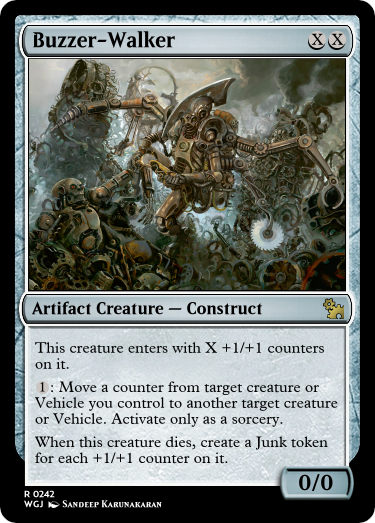 Buzzer-Walker
X X
Artifact Creature — Construct
This creature enters with X +1/+1 counters
on it.
1: Move a counter from target creature or
Vehicle you control to another target creature
or Vehicle. Activate only as a sorcery.
When this creature dies, create a Junk token
for each +1/+1 counter on it.
0/0
R 0242
WGJ Sandeep Karunakaran